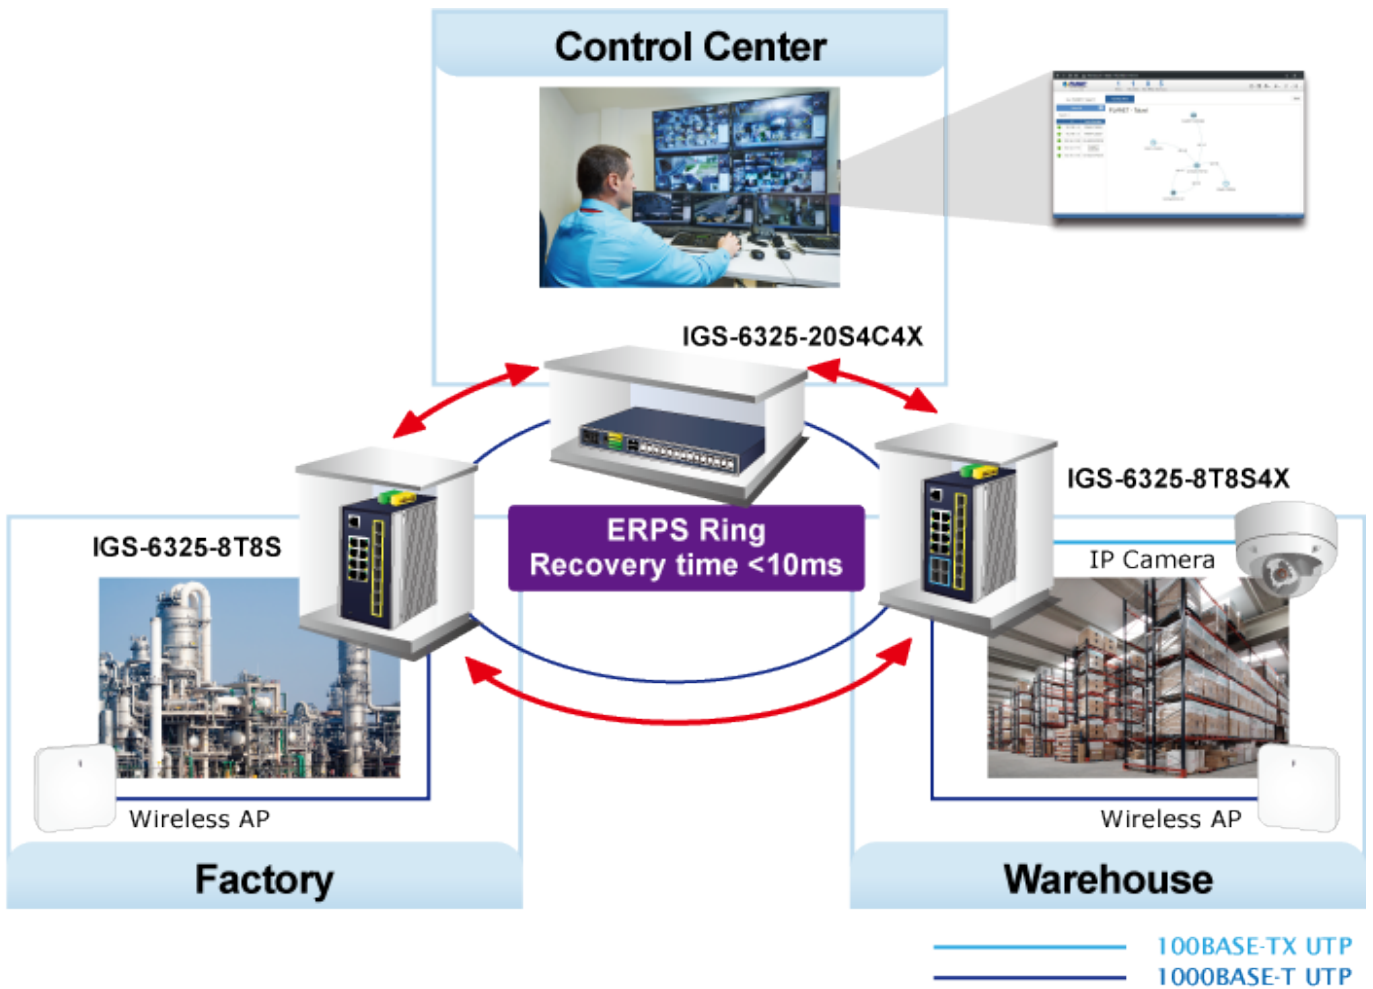 Control Center
IGS-6325-20S4C4X
IGS-6325-8T8S4X
ERPS Ring
Recovery time <10ms
IGS-6325-8T8S
IP Camera
Wireless AP
Wireless AP
Factory
Warehouse
100BASE-TX UTP
1000BASE-T UTP